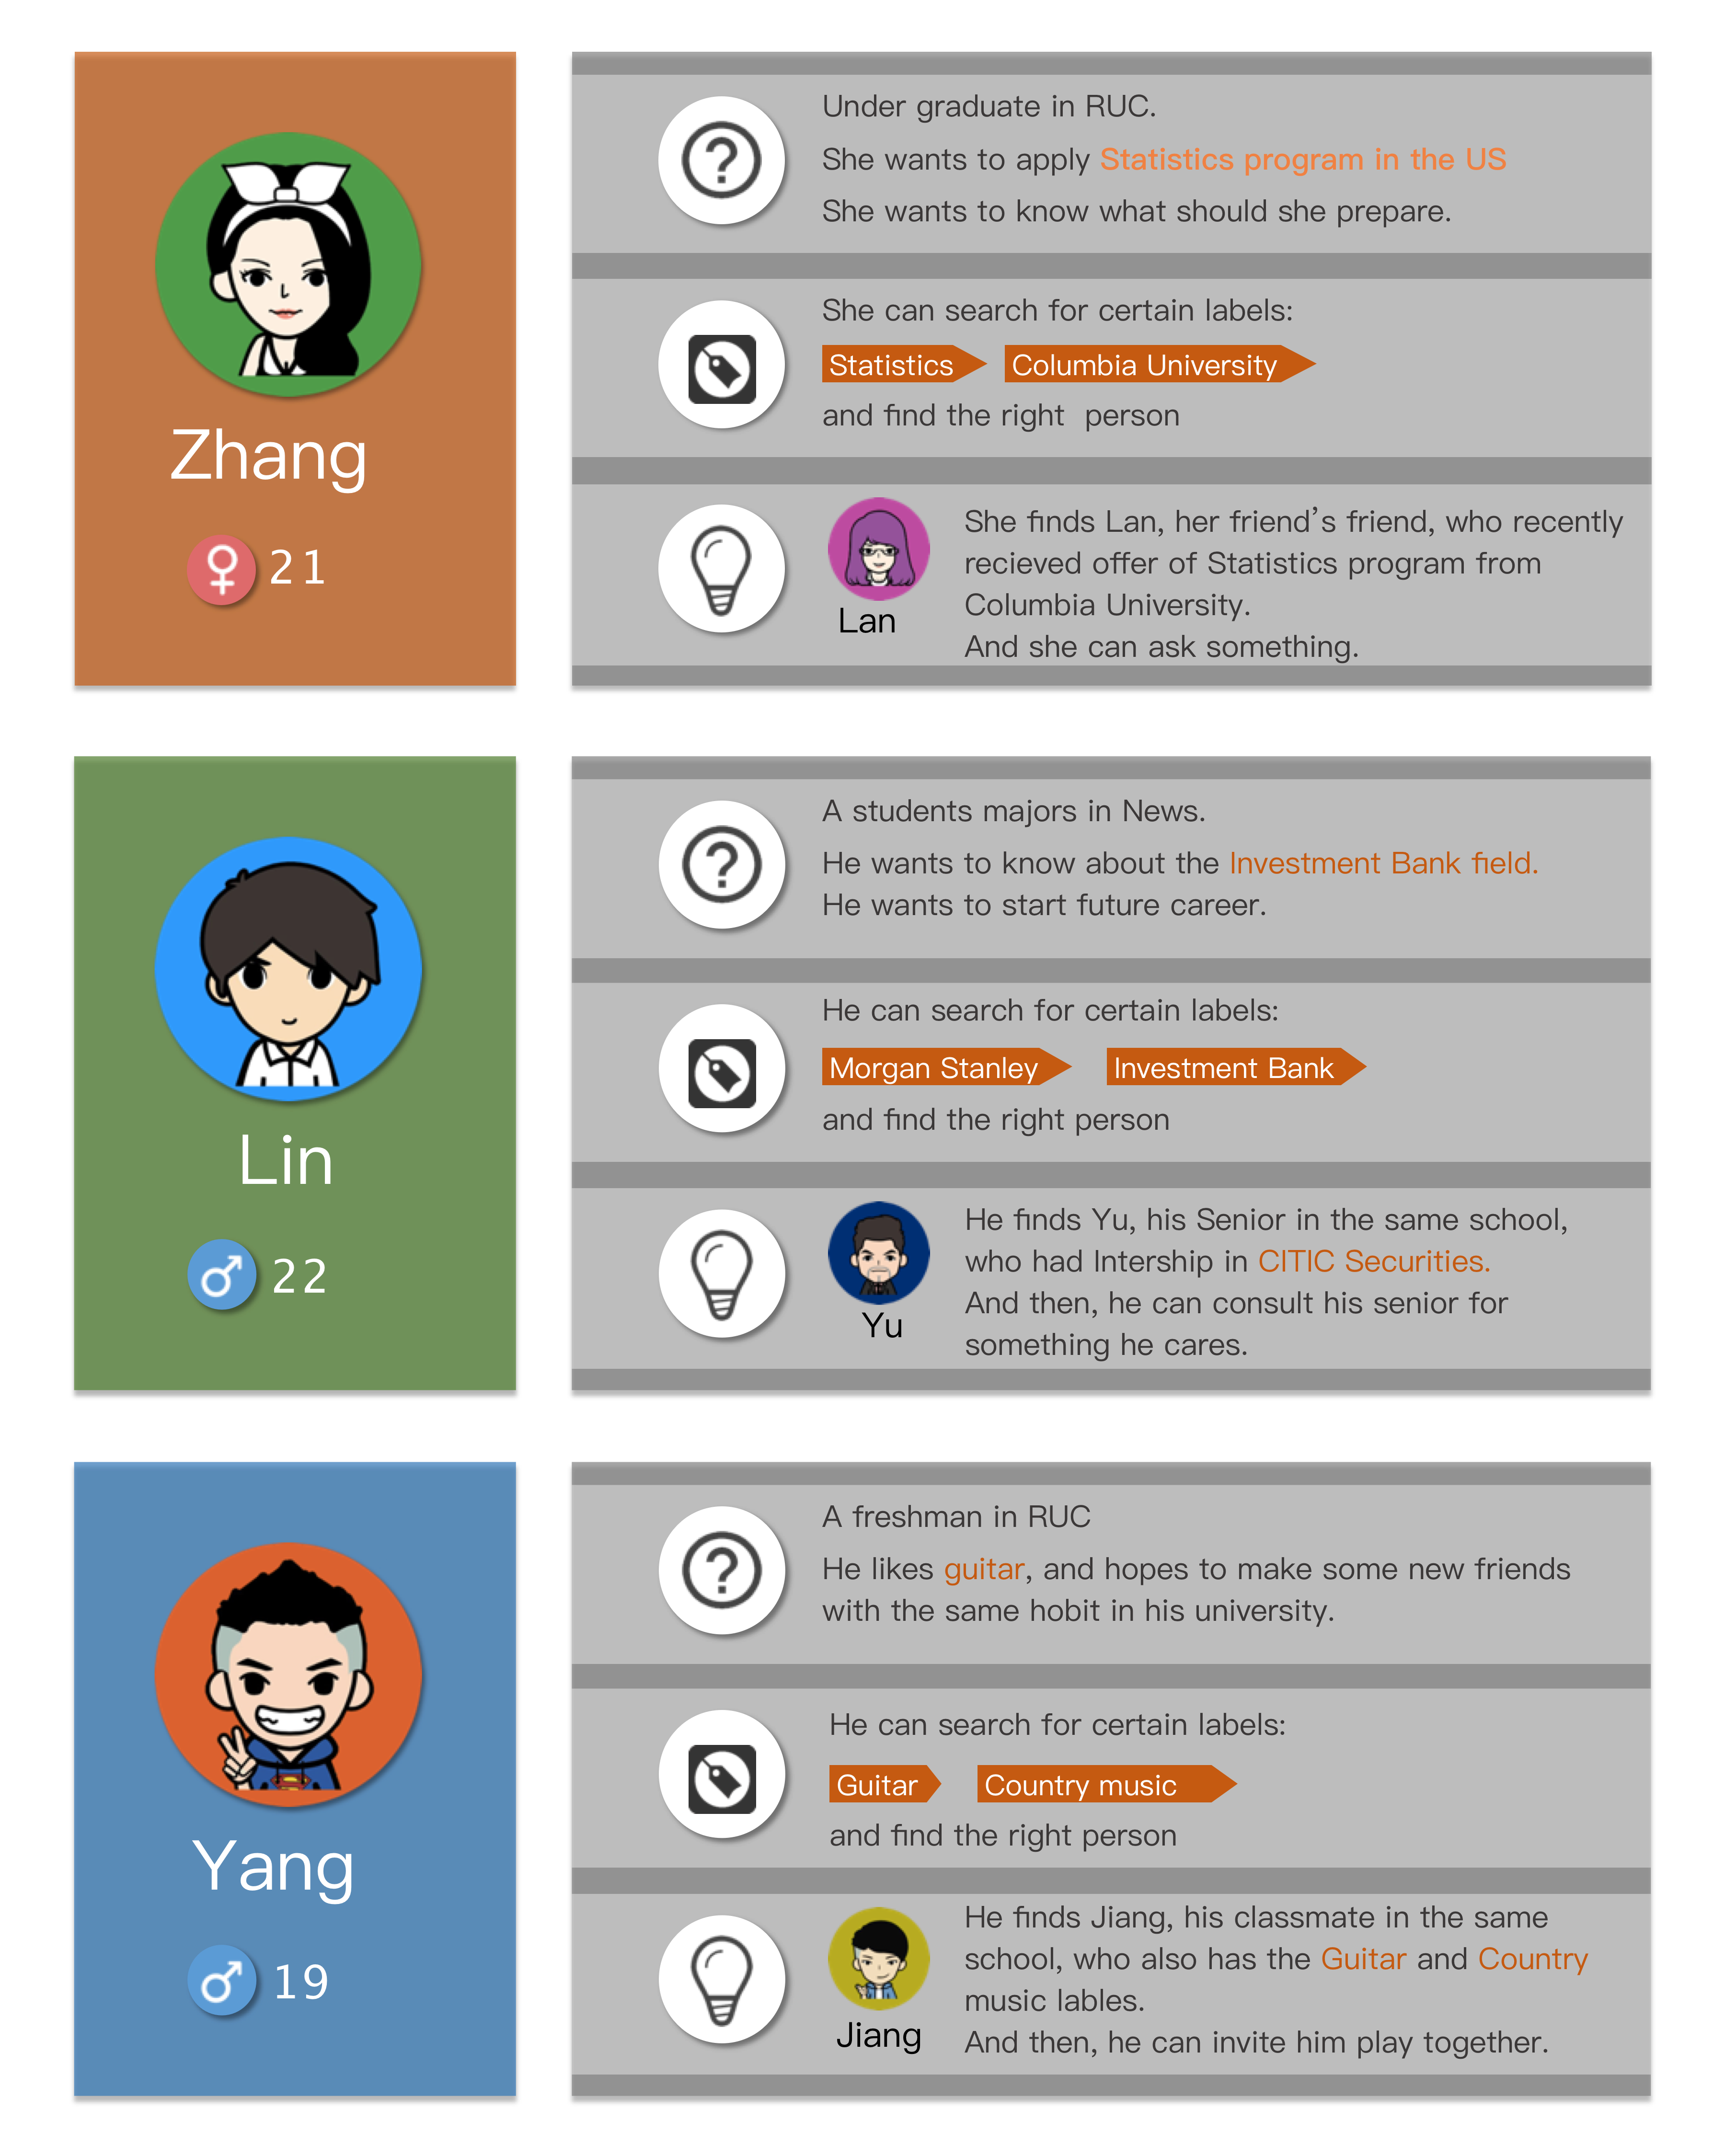 Zhang
21
Under graduate in RUC.
She wants to apply Statistics program in the US
She wants to know what should she prepare.
She can search for certain labels:
Statistics Columbia University
and find the right person
Lan
She finds Lan, her friend's friend, who recently
recieved offer of Statistics program from
Columbia University.
And she can ask something.
Lin
22
A students majors in News.
He wants to know about the Investment Bank field.
He wants to start future career.
He can search for certain labels:
Morgan Stanley Investment Bank
and find the right person
Yu
He finds Yu, his Senior in the same school,
who had Intership in CITIC Securities.
And then, he can consult his senior for
something he cares.
Yang
19
A freshman in RUC
He likes guitar, and hopes to make some new friends
with the same hobit in his university.
He can search for certain labels:
Guitar Country music
and find the right person
Jiang
He finds Jiang, his classmate in the same
school, who also has the Guitar and Country
music lables.
And then, he can invite him play together.